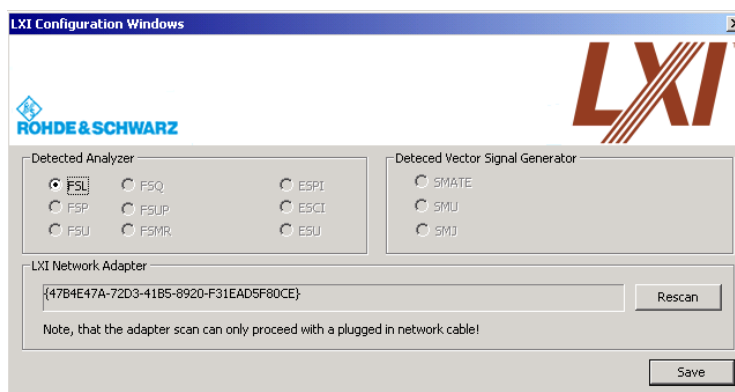 LXI Configuration Windows
LXI
ROHDE & SCHWARZ
Detected Analyzer
FSL FSQ ESPI
FSP FSUP ESCI
FSU FSMR ESU
Deteced Vector Signal Generator
SMATE
SMU
SMJ
LXI Network Adapter
{47B4E47A-72D3-41B5-8920-F31EAD5F80CE}
Rescan
Note, that the adapter scan can only proceed with a plugged in network cable!
Save